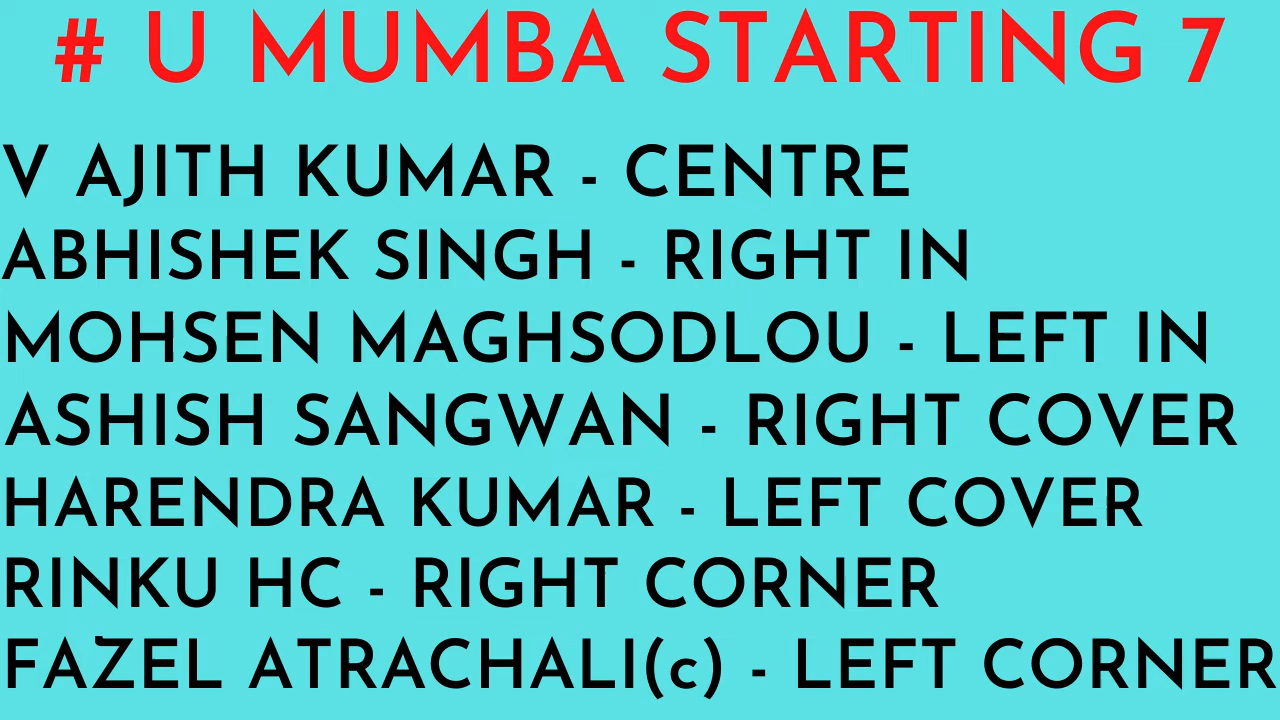 # U MUMBA STARTING 7
V AJITH KUMAR - CENTRE
ABHISHEK SINGH - RIGHT IN
MOHSEN MAGHSODLOU - LEFT IN
ASHISH SANGWAN - RIGHT COVER
HARENDRA KUMAR - LEFT COVER
RINKU HC - RIGHT CORNER
FAZEL ATRACHALI(c) - LEFT CORNER